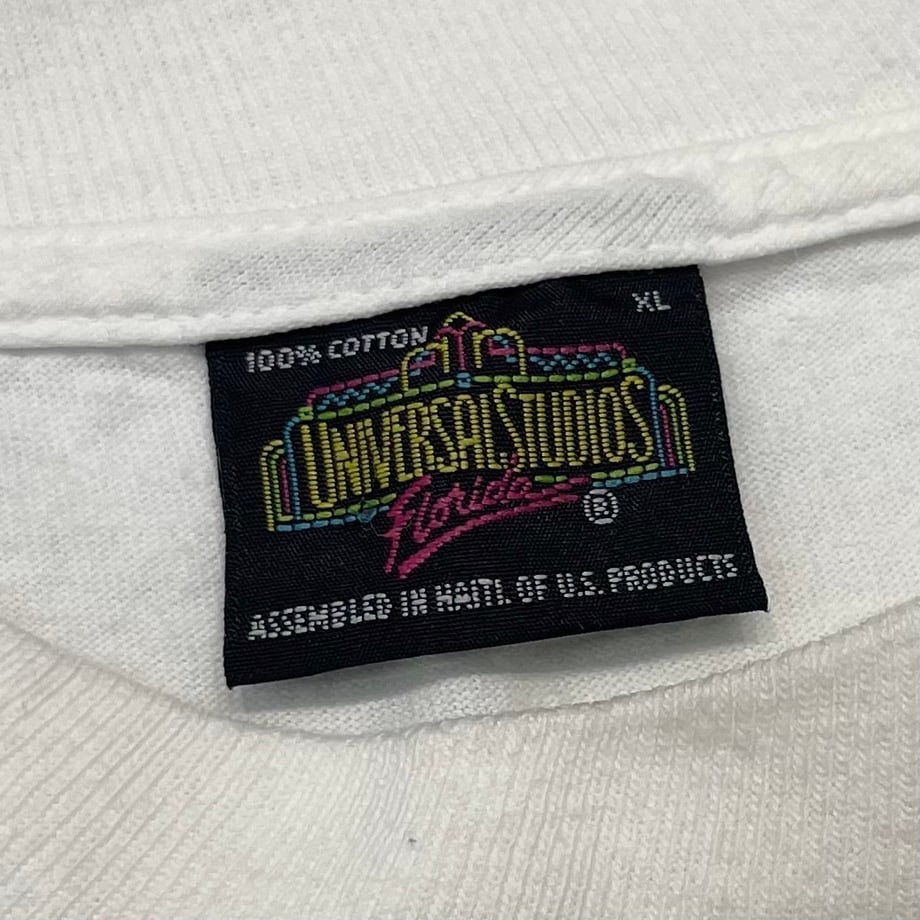 100% COTTON
XL
UNIVERSAL STUDIOS
Florida
®
ASSEMBLED IN HAITI. OF U.S. PRODUCTS